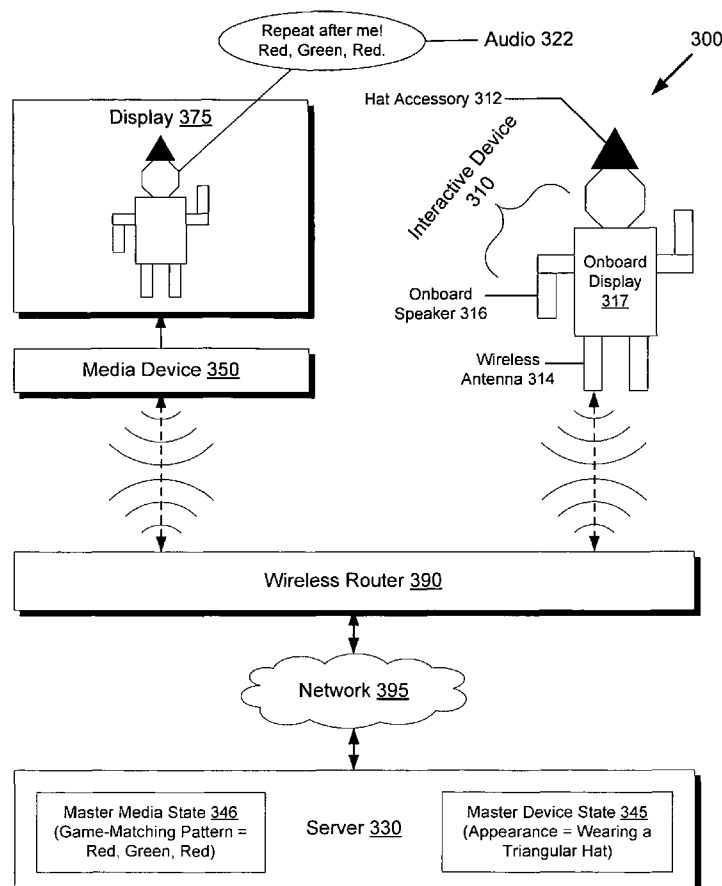 Repeat after me!
Red, Green, Red.
Audio 322
300
Display 375
Hat Accessory 312
Interactive Device
310
Onboard
Display
317
Onboard
Speaker 316
Wireless
Antenna 314
Media Device 350
Wireless Router 390
Network 395
Master Media State 346
(Game-Matching Pattern =
Red, Green, Red)
Server 330
Master Device State 345
(Appearance = Wearing a
Triangular Hat)